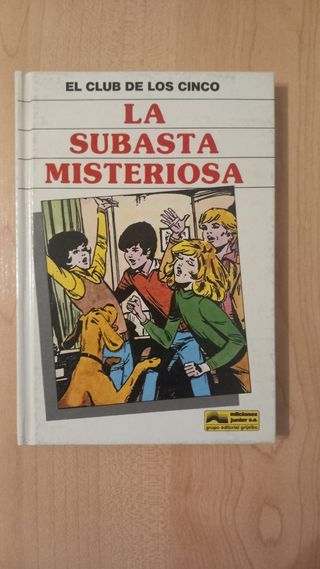 EL CLUB DE LOS CINCO
LA
SUBASTA
MISTERIOSA
ediciones
junior s.a.
grupo editorial grijalbo